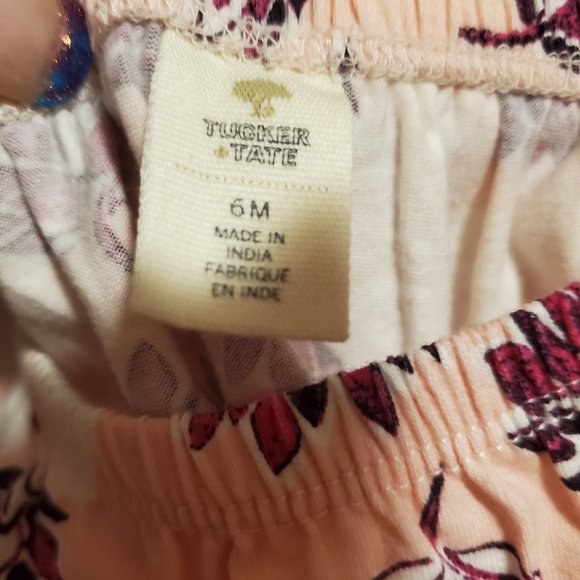 TUCKER
+ TATE
6M
MADE IN
INDIA
FABRIQUÉ
EN INDE